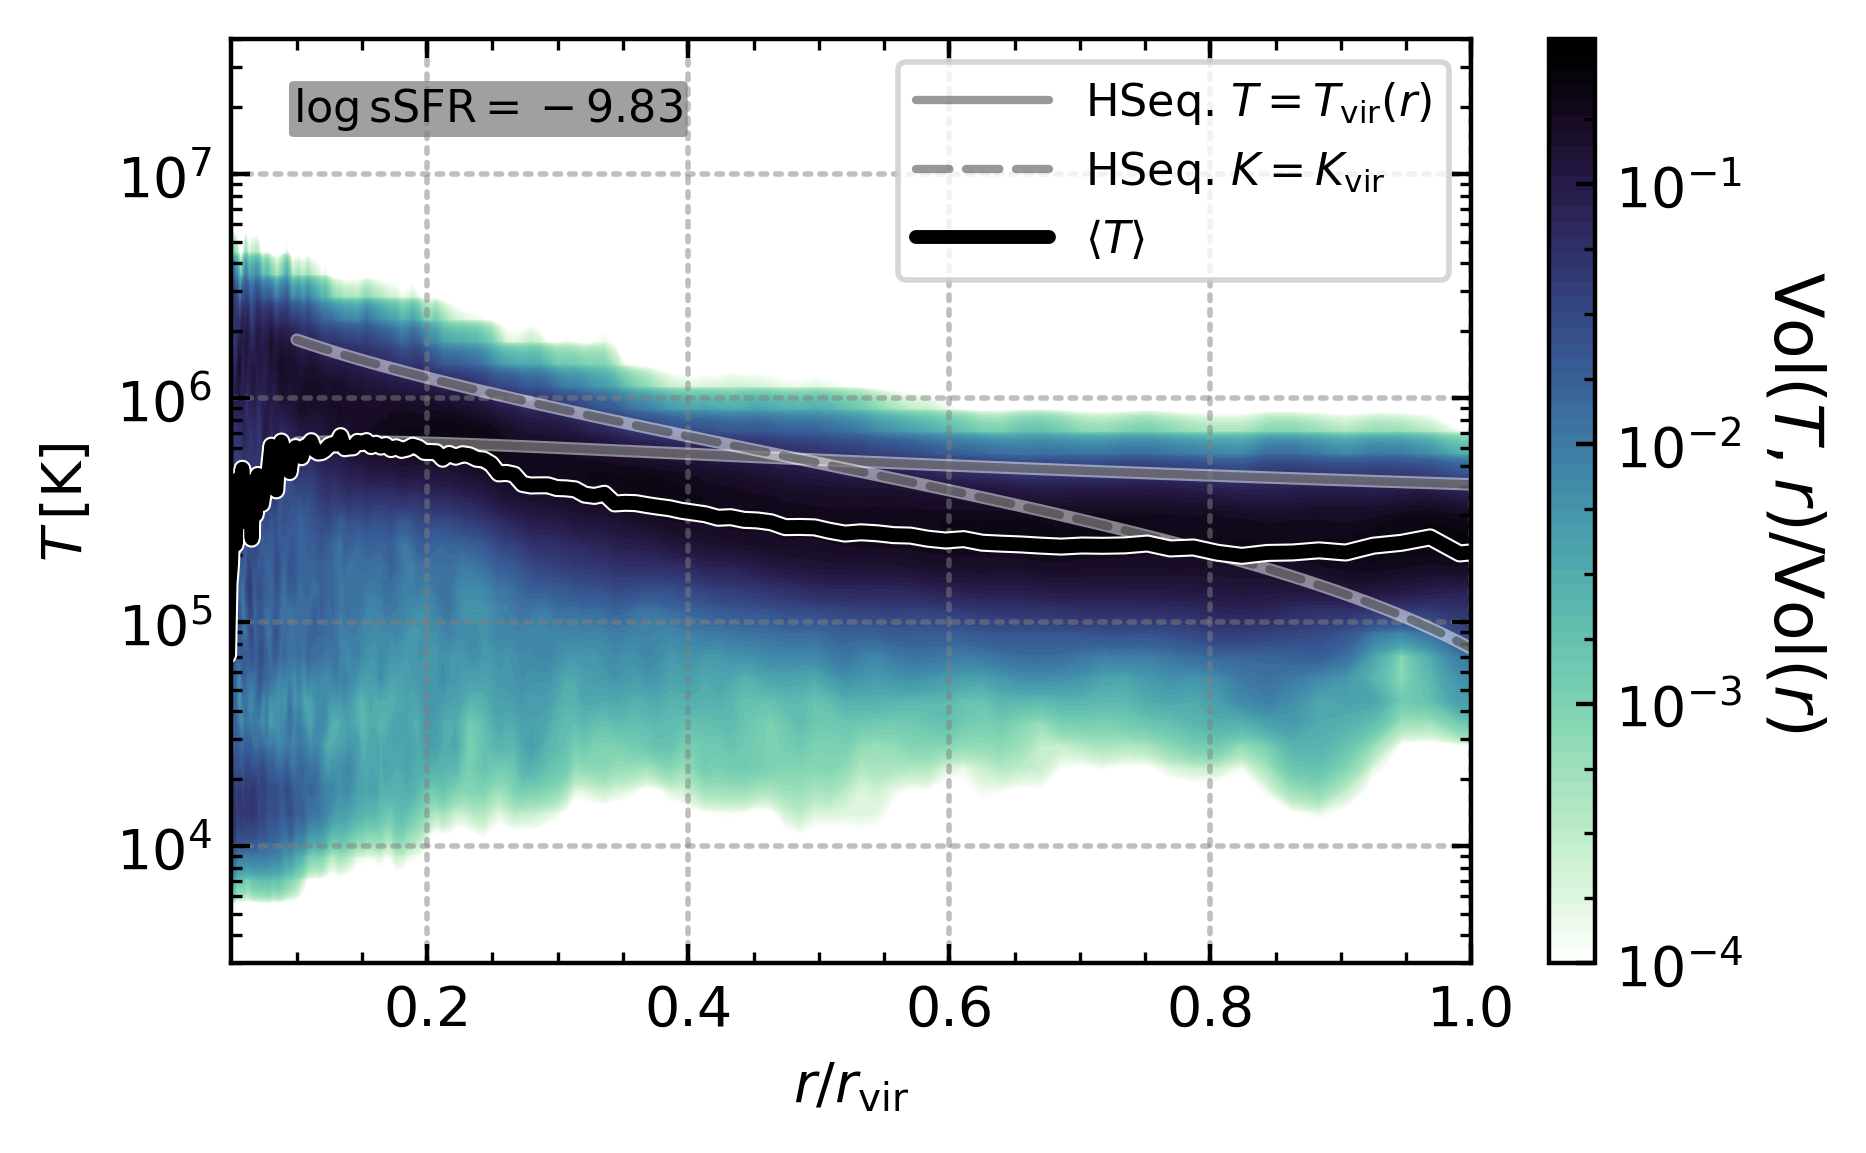 log sSFR = −9.83
HSeq. T = T_vir(r)
HSeq. K = K_vir
⟨T⟩
10^7
10^6
10^5
10^4
T [K]
0.2 0.4 0.6 0.8 1.0
r/r_vir
10^−1
10^−2
10^−3
10^−4
Vol(T, r)/Vol(r)